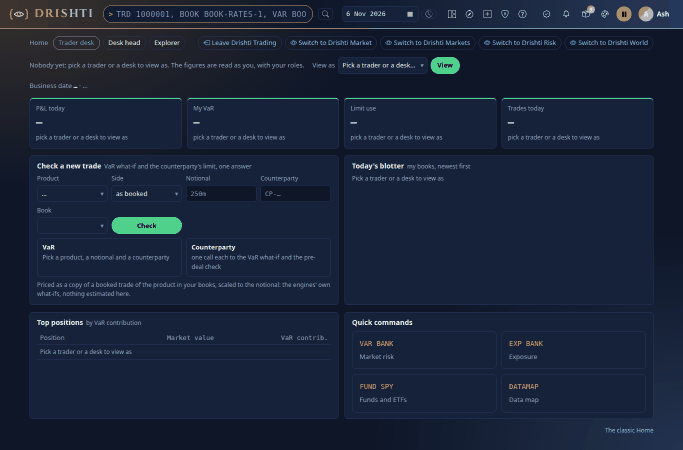 DRISHTI
> TRD 1000001, BOOK BOOK-RATES-1, VAR BOO
6 Nov 2026
A Ash
Home Trader desk Desk head Explorer Leave Drishti Trading Switch to Drishti Market Switch to Drishti Markets Switch to Drishti Risk Switch to Drishti World
Nobody yet: pick a trader or a desk to view as. The figures are read as you, with your roles. View as Pick a trader or a desk… View
Business date … · …
P&L today
—
pick a trader or a desk to view as
My VaR
—
pick a trader or a desk to view as
Limit use
—
pick a trader or a desk to view as
Trades today
—
pick a trader or a desk to view as
Check a new trade VaR what-if and the counterparty's limit, one answer
Product Side Notional Counterparty
… as booked 250m CP-…
Book
Check
VaR
Pick a product, a notional and a counterparty
Counterparty
one call each to the VaR what-if and the pre-
deal check
Priced as a copy of a booked trade of the product in your books, scaled to the notional: the engines' own
what-ifs, nothing estimated here.
Today's blotter my books, newest first
Pick a trader or a desk to view as
Top positions by VaR contribution
Position Market value VaR contrib.
Pick a trader or a desk to view as
Quick commands
VAR BANK
Market risk
EXP BANK
Exposure
FUND SPY
Funds and ETFs
DATAMAP
Data map
The classic Home